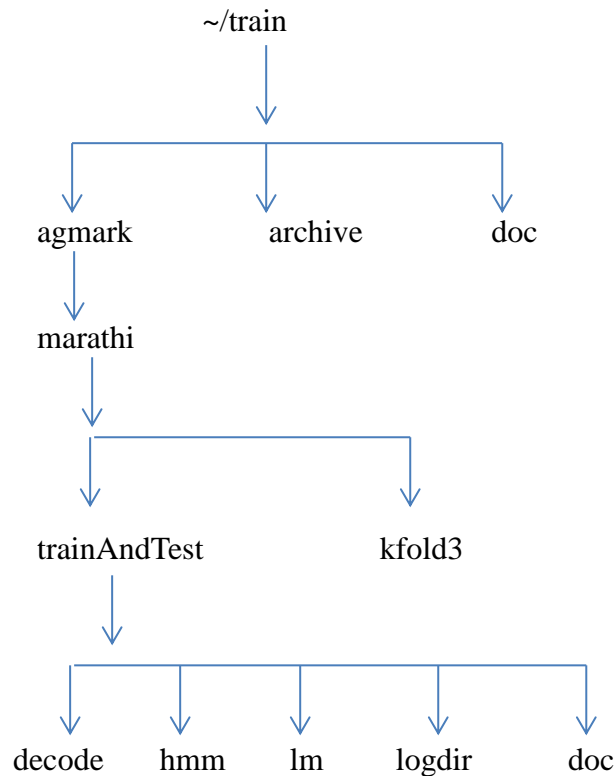 ~/train
agmark archive doc
marathi
trainAndTest kfold3
decode hmm lm logdir doc